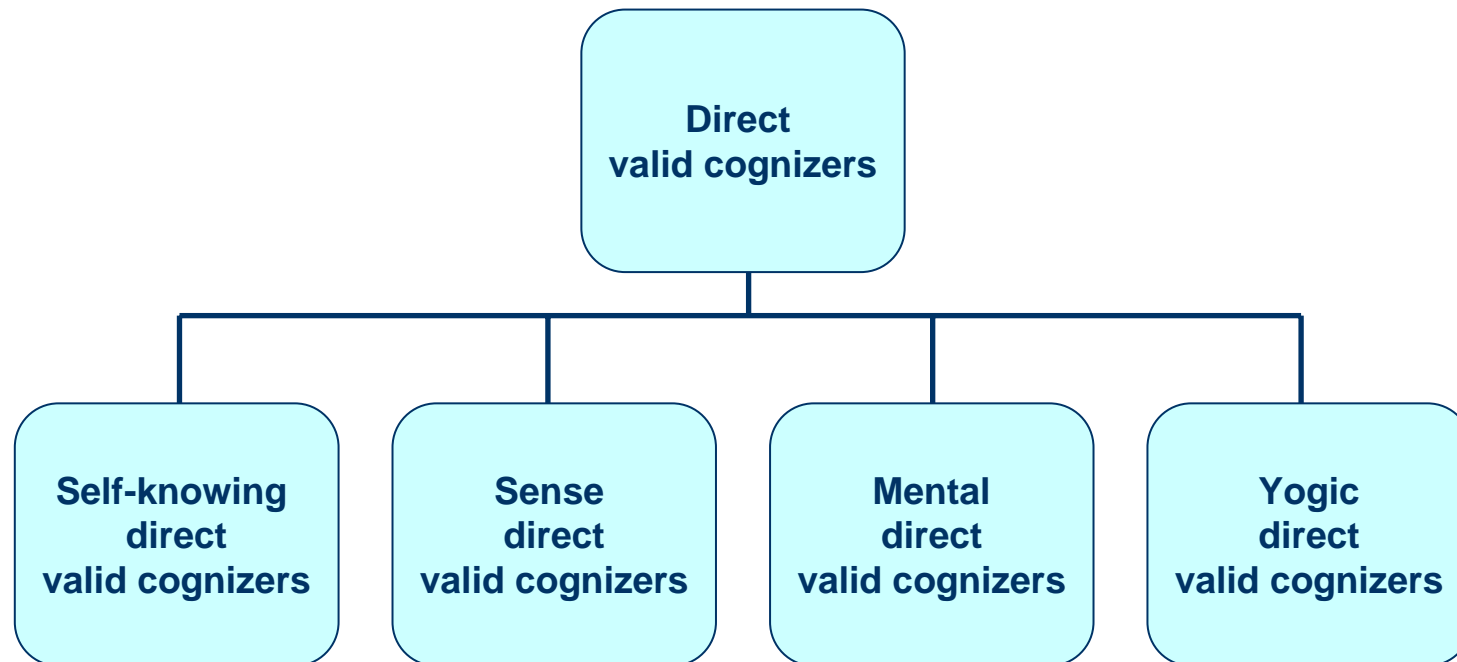 Direct
valid cognizers
Self-knowing
direct
valid cognizers
Sense
direct
valid cognizers
Mental
direct
valid cognizers
Yogic
direct
valid cognizers